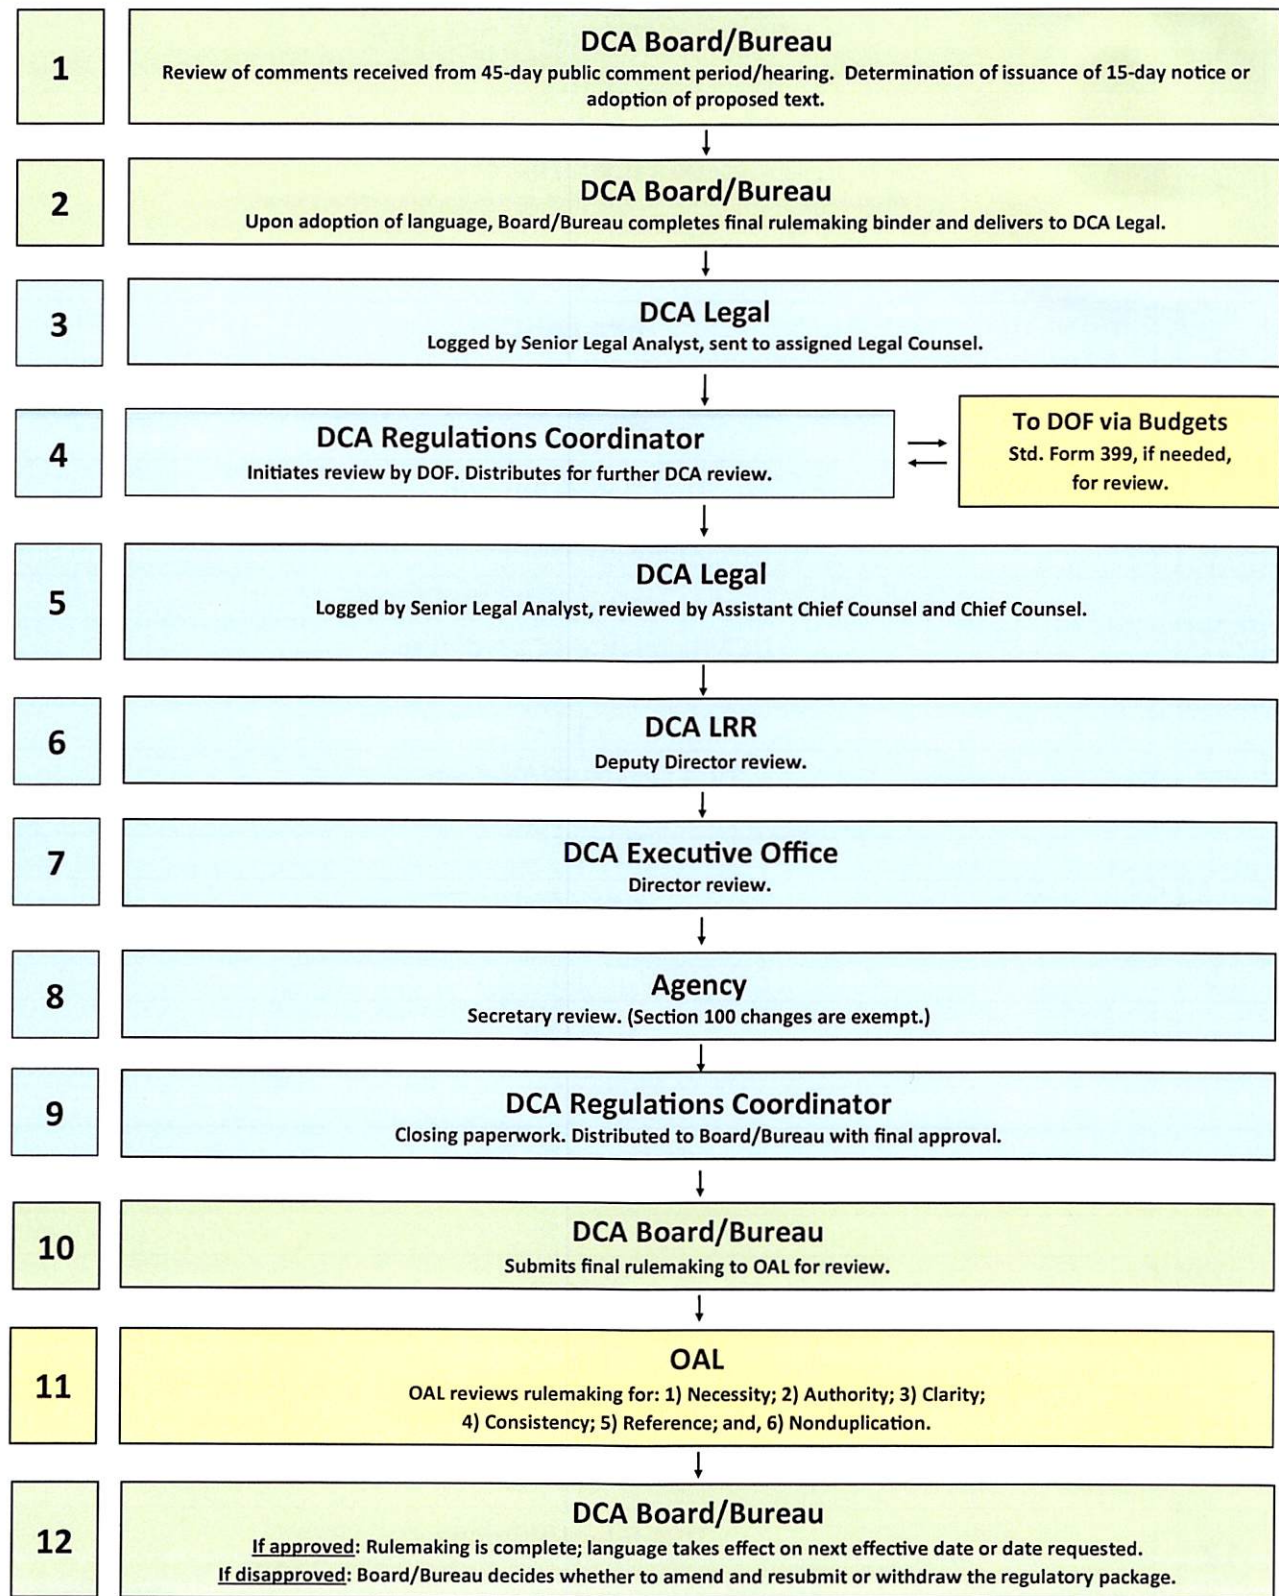 1
DCA Board/Bureau
Review of comments received from 45-day public comment period/hearing.  Determination of issuance of 15-day notice or
adoption of proposed text.
2
DCA Board/Bureau
Upon adoption of language, Board/Bureau completes final rulemaking binder and delivers to DCA Legal.
3
DCA Legal
Logged by Senior Legal Analyst, sent to assigned Legal Counsel.
4
DCA Regulations Coordinator
Initiates review by DOF. Distributes for further DCA review.
To DOF via Budgets
Std. Form 399, if needed,
for review.
5
DCA Legal
Logged by Senior Legal Analyst, reviewed by Assistant Chief Counsel and Chief Counsel.
6
DCA LRR
Deputy Director review.
7
DCA Executive Office
Director review.
8
Agency
Secretary review. (Section 100 changes are exempt.)
9
DCA Regulations Coordinator
Closing paperwork. Distributed to Board/Bureau with final approval.
10
DCA Board/Bureau
Submits final rulemaking to OAL for review.
11
OAL
OAL reviews rulemaking for: 1) Necessity; 2) Authority; 3) Clarity;
4) Consistency; 5) Reference; and, 6) Nonduplication.
12
DCA Board/Bureau
If approved: Rulemaking is complete; language takes effect on next effective date or date requested.
If disapproved: Board/Bureau decides whether to amend and resubmit or withdraw the regulatory package.